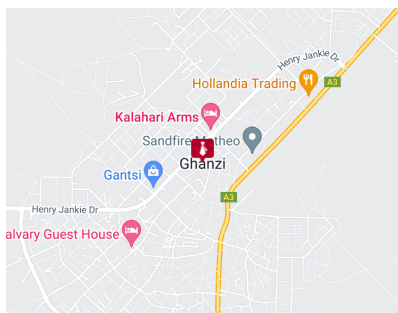 Henry Jankie Dr
Hollandia Trading
A3
Kalahari Arms
Sandfire Motheo
Ghanzi
Gantsi
A3
Henry Jankie Dr
alvary Guest House